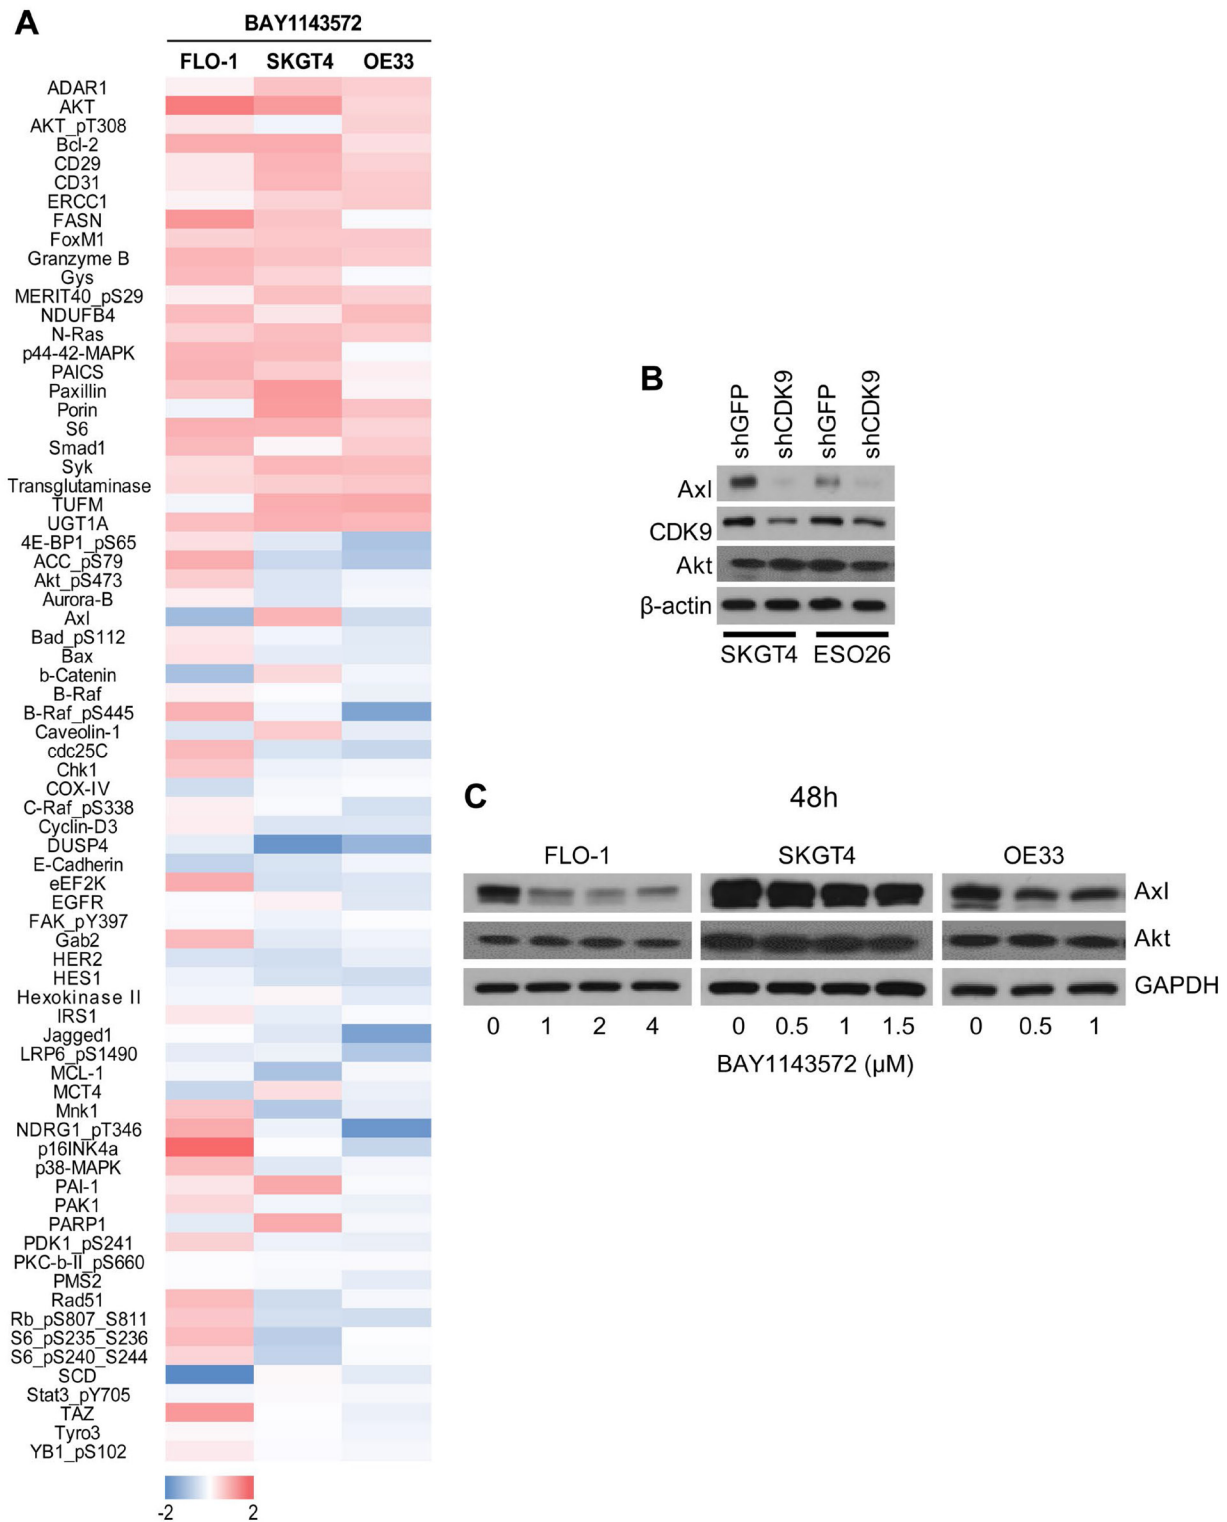 A
BAY1143572
FLO-1 SKGT4 OE33
ADAR1
AKT
AKT_pT308
Bcl-2
CD29
CD31
ERCC1
FASN
FoxM1
Granzyme B
Gys
MERIT40_pS29
NDUFB4
N-Ras
p44-42-MAPK
PAICS
Paxillin
Porin
S6
Smad1
Syk
Transglutaminase
TUFM
UGT1A
4E-BP1_pS65
ACC_pS79
Akt_pS473
Aurora-B
Axl
Bad_pS112
Bax
b-Catenin
B-Raf
B-Raf_pS445
Caveolin-1
cdc25C
Chk1
COX-IV
C-Raf_pS338
Cyclin-D3
DUSP4
E-Cadherin
eEF2K
EGFR
FAK_pY397
Gab2
HER2
HES1
Hexokinase II
IRS1
Jagged1
LRP6_pS1490
MCL-1
MCT4
Mnk1
NDRG1_pT346
p16INK4a
p38-MAPK
PAI-1
PAK1
PARP1
PDK1_pS241
PKC-b-II_pS660
PMS2
Rad51
Rb_pS807_S811
S6_pS235_S236
S6_pS240_S244
SCD
Stat3_pY705
TAZ
Tyro3
YB1_pS102
-2 2
B
shGFP shCDK9 shGFP shCDK9
Axl
CDK9
Akt
β-actin
SKGT4 ESO26
C
48h
FLO-1 SKGT4 OE33
Axl
Akt
GAPDH
0 1 2 4 0 0.5 1 1.5 0 0.5 1
BAY1143572 (µM)